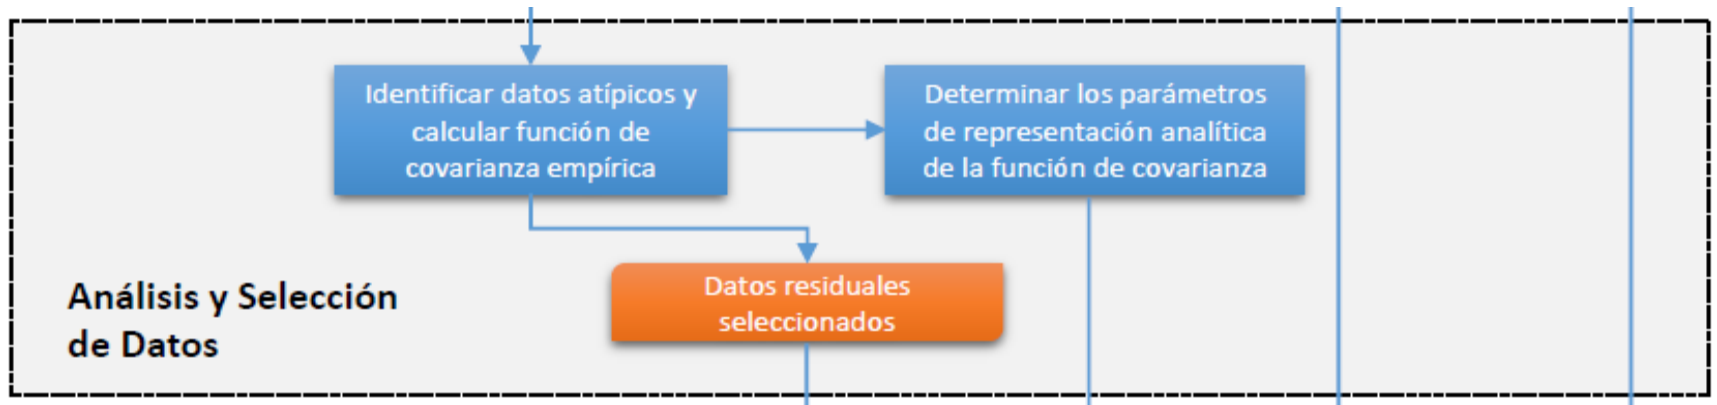 Identificar datos atípicos y
calcular función de
covarianza empírica
Determinar los parámetros
de representación analítica
de la función de covarianza
Datos residuales
seleccionados
Análisis y Selección
de Datos